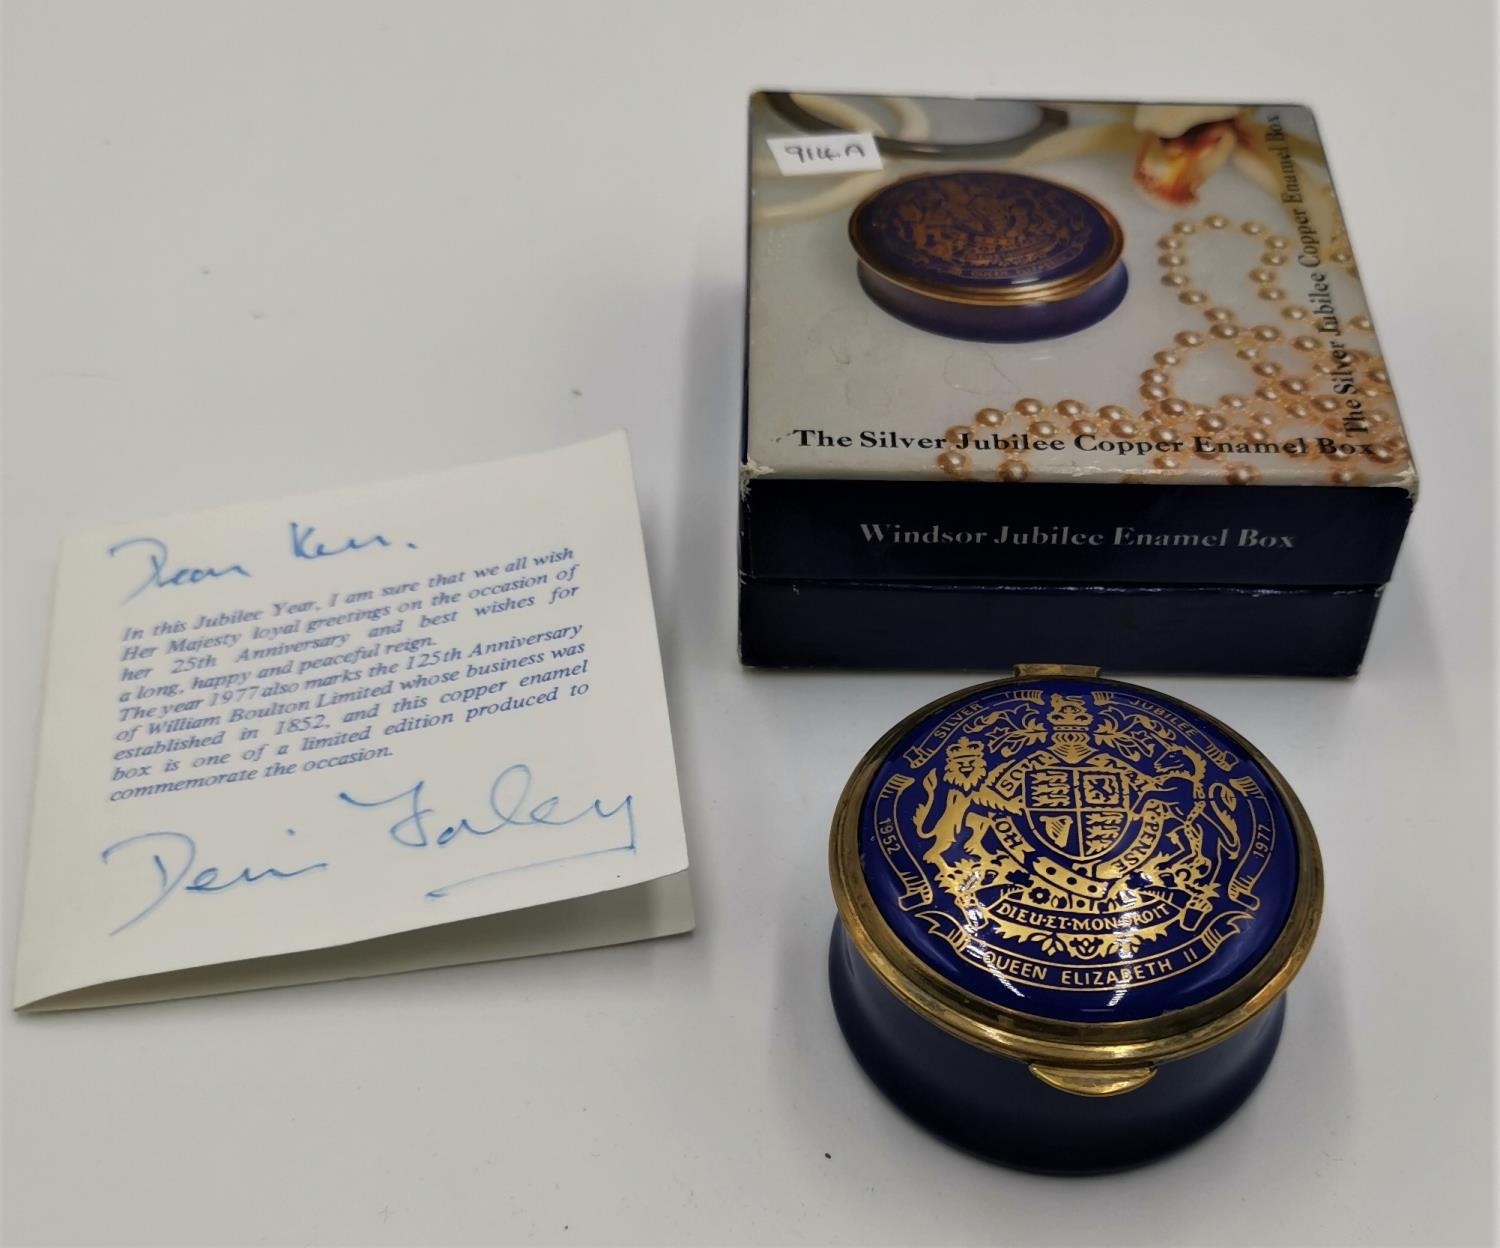 Dear Ken.
In this Jubilee Year, I am sure that we all wish
Her Majesty loyal greetings on the occasion of
her 25th Anniversary and best wishes for
a long, happy and peaceful reign.
The year 1977 also marks the 125th Anniversary
of William Boulton Limited whose business was
established in 1852, and this copper enamel
box is one of a limited edition produced to
commemorate the occasion.
Denis Farley
914A
The Silver Jubilee Copper Enamel Box
The Silver Jubilee Copper Enamel Box
Windsor Jubilee Enamel Box
SILVER JUBILEE
1952
1977
DIEU·ET·MON·DROIT
QUEEN ELIZABETH II